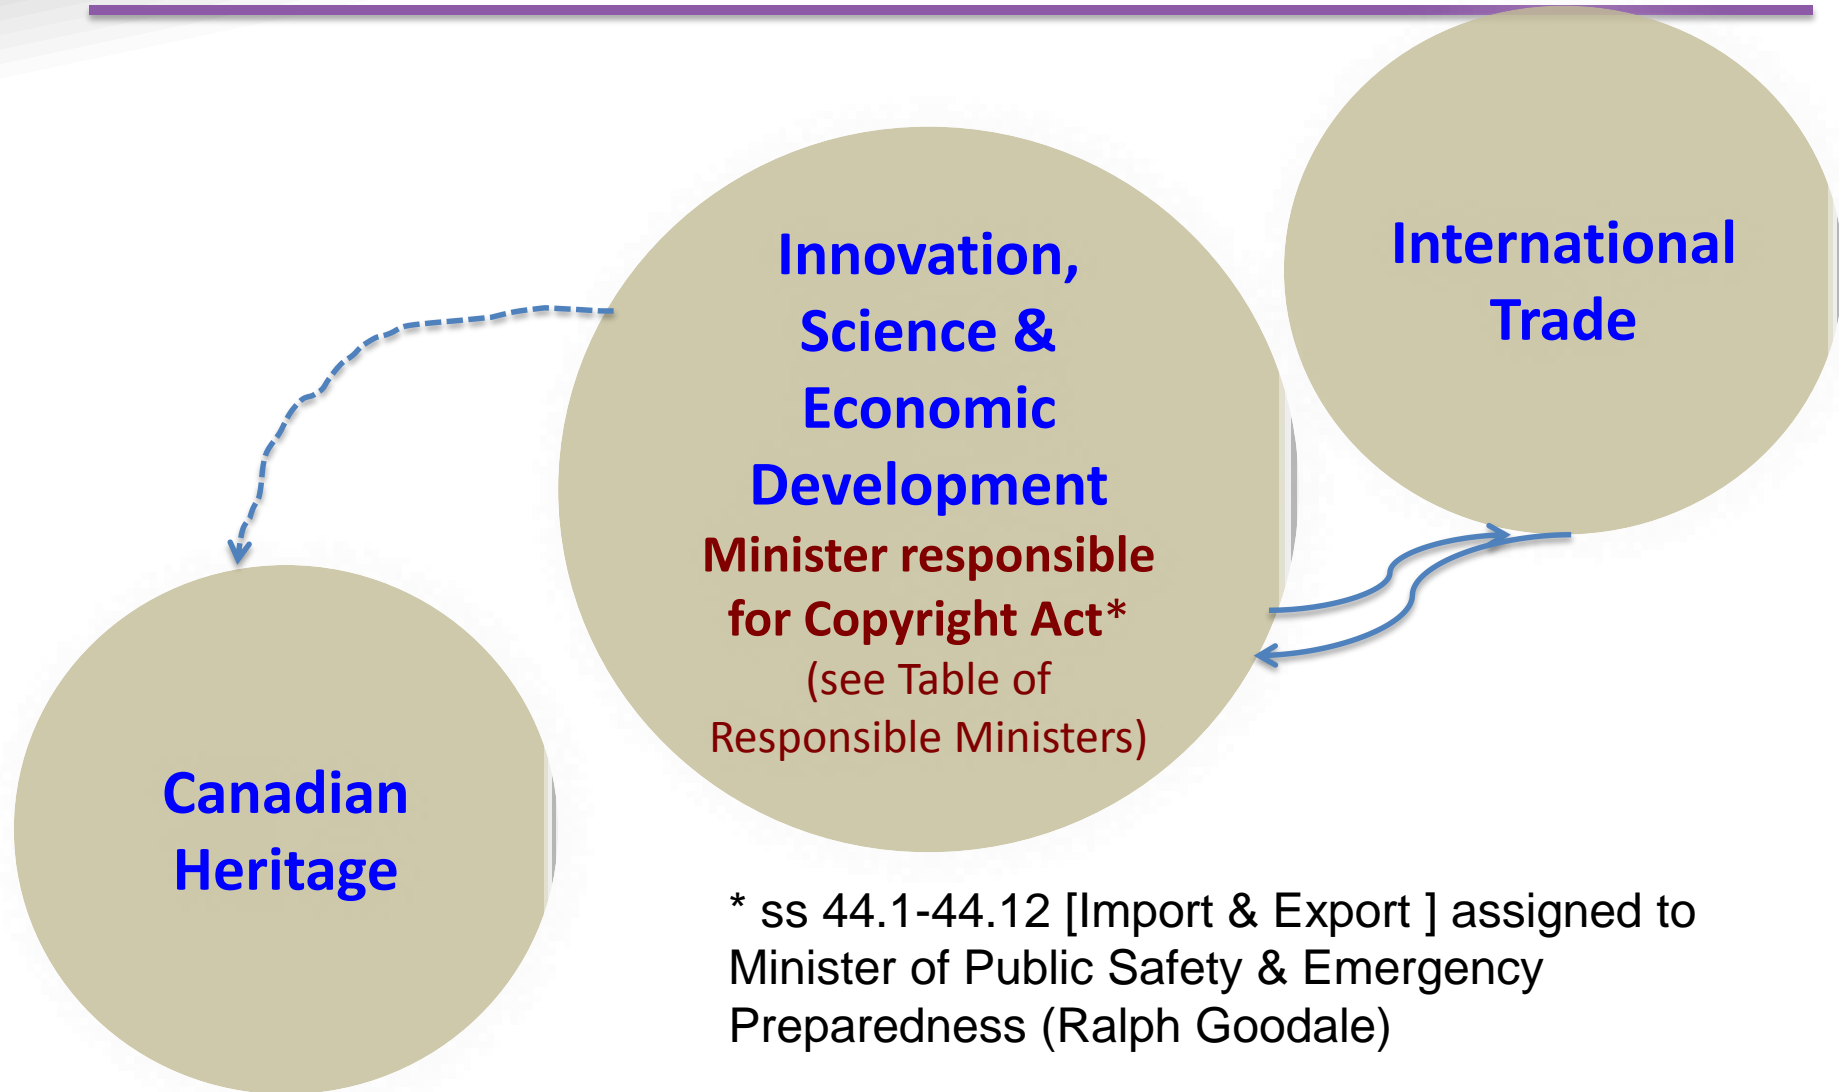 Innovation,
Science &
Economic
Development
Minister responsible
for Copyright Act*
(see Table of
Responsible Ministers)
International
Trade
Canadian
Heritage
* ss 44.1-44.12 [Import & Export ] assigned to
Minister of Public Safety & Emergency
Preparedness (Ralph Goodale)